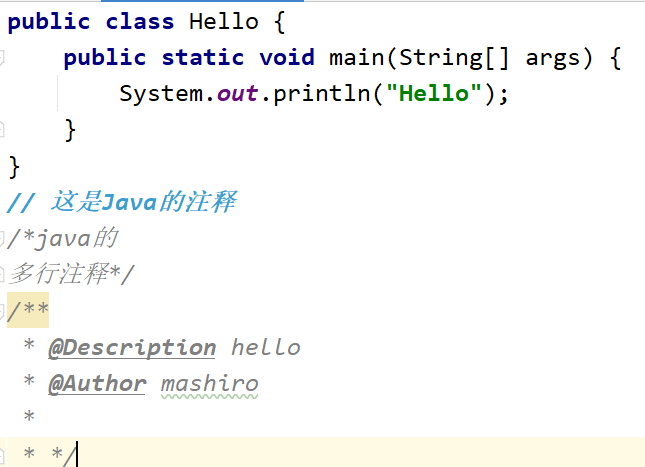 public class Hello {
    public static void main(String[] args) {
        System.out.println("Hello");
    }
}
// 这是Java的注释
/*java的
多行注释*/
/**
 * @Description hello
 * @Author mashiro
 *
 * */